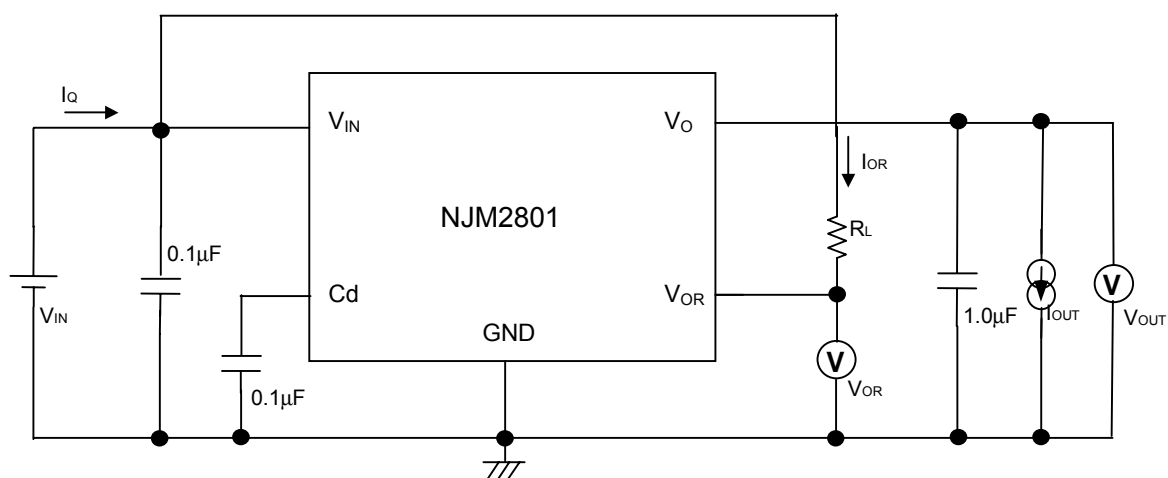 IQ
VIN
VO
IOR
NJM2801
RL
0.1μF
Cd
VOR
VIN
GND
1.0μF
IOUT
V
VOUT
V
0.1μF
VOR